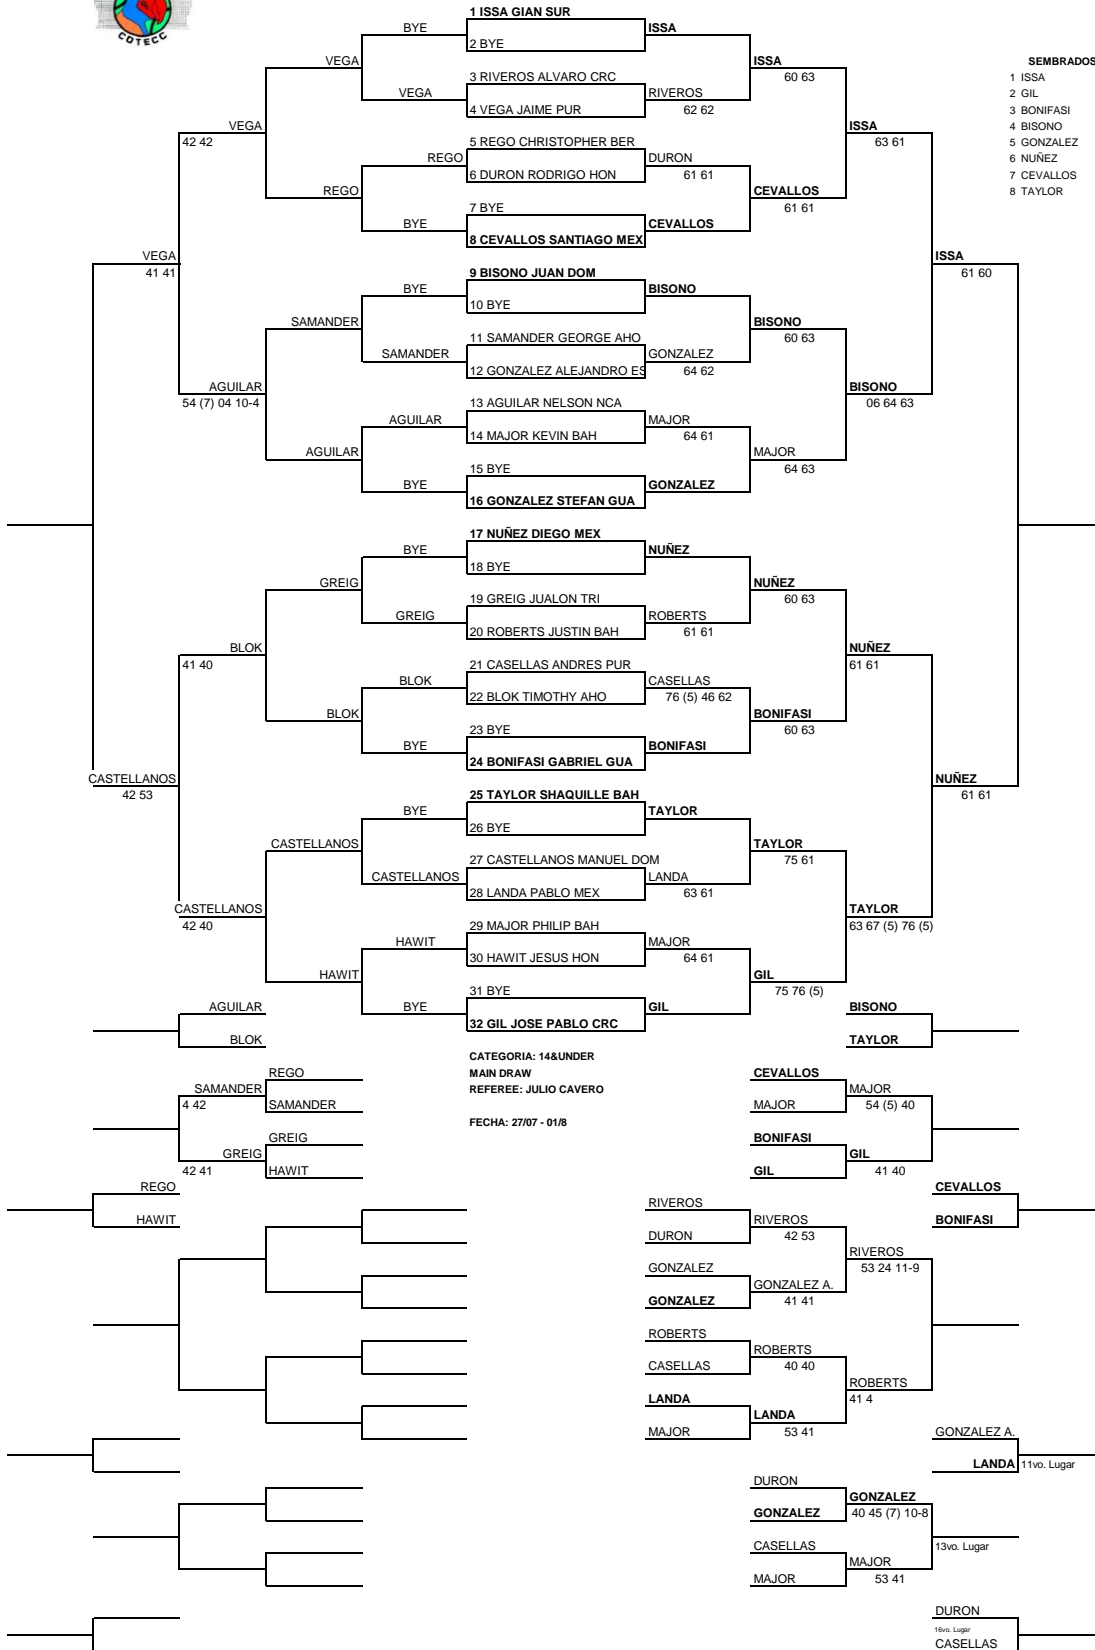 COTECC
1 ISSA GIAN SUR
BYE
ISSA
2 BYE
VEGA
ISSA
SEMBRADOS
3 RIVEROS ALVARO CRC
60 63
1 ISSA
VEGA
RIVEROS
2 GIL
4 VEGA JAIME PUR
62 62
3 BONIFASI
VEGA
ISSA
4 BISONO
42 42
5 REGO CHRISTOPHER BER
63 61
5 GONZALEZ
REGO
DURON
6 NUÑEZ
6 DURON RODRIGO HON
61 61
7 CEVALLOS
REGO
CEVALLOS
8 TAYLOR
7 BYE
61 61
BYE
CEVALLOS
8 CEVALLOS SANTIAGO MEX
VEGA
ISSA
41 41
9 BISONO JUAN DOM
61 60
BYE
BISONO
10 BYE
SAMANDER
BISONO
11 SAMANDER GEORGE AHO
60 63
SAMANDER
GONZALEZ
12 GONZALEZ ALEJANDRO ES
64 62
AGUILAR
BISONO
54 (7) 04 10-4
13 AGUILAR NELSON NCA
06 64 63
AGUILAR
MAJOR
14 MAJOR KEVIN BAH
64 61
AGUILAR
MAJOR
15 BYE
64 63
BYE
GONZALEZ
16 GONZALEZ STEFAN GUA
17 NUÑEZ DIEGO MEX
BYE
NUÑEZ
18 BYE
GREIG
NUÑEZ
19 GREIG JUALON TRI
60 63
GREIG
ROBERTS
20 ROBERTS JUSTIN BAH
61 61
BLOK
NUÑEZ
41 40
21 CASELLAS ANDRES PUR
61 61
BLOK
CASELLAS
22 BLOK TIMOTHY AHO
76 (5) 46 62
BLOK
BONIFASI
23 BYE
60 63
BYE
BONIFASI
24 BONIFASI GABRIEL GUA
CASTELLANOS
NUÑEZ
42 53
25 TAYLOR SHAQUILLE BAH
61 61
BYE
TAYLOR
26 BYE
CASTELLANOS
TAYLOR
27 CASTELLANOS MANUEL DOM
75 61
CASTELLANOS
LANDA
28 LANDA PABLO MEX
63 61
CASTELLANOS
TAYLOR
42 40
29 MAJOR PHILIP BAH
63 67 (5) 76 (5)
HAWIT
MAJOR
30 HAWIT JESUS HON
64 61
HAWIT
GIL
31 BYE
75 76 (5)
AGUILAR
BYE
GIL
BISONO
32 GIL JOSE PABLO CRC
BLOK
TAYLOR
CATEGORIA: 14&UNDER
REGO
MAIN DRAW
CEVALLOS
SAMANDER
REFEREE: JULIO CAVERO
MAJOR
4 42
SAMANDER
MAJOR
54 (5) 40
FECHA: 27/07 - 01/8
GREIG
BONIFASI
GREIG
GIL
42 41
HAWIT
GIL
41 40
REGO
CEVALLOS
RIVEROS
HAWIT
RIVEROS
BONIFASI
DURON
42 53
RIVEROS
GONZALEZ
53 24 11-9
GONZALEZ A.
GONZALEZ
41 41
ROBERTS
ROBERTS
CASELLAS
40 40
ROBERTS
LANDA
41 4
LANDA
MAJOR
53 41
GONZALEZ A.
LANDA
11vo. Lugar
DURON
GONZALEZ
GONZALEZ
40 45 (7) 10-8
CASELLAS
13vo. Lugar
MAJOR
MAJOR
53 41
DURON
16vo. Lugar
CASELLAS